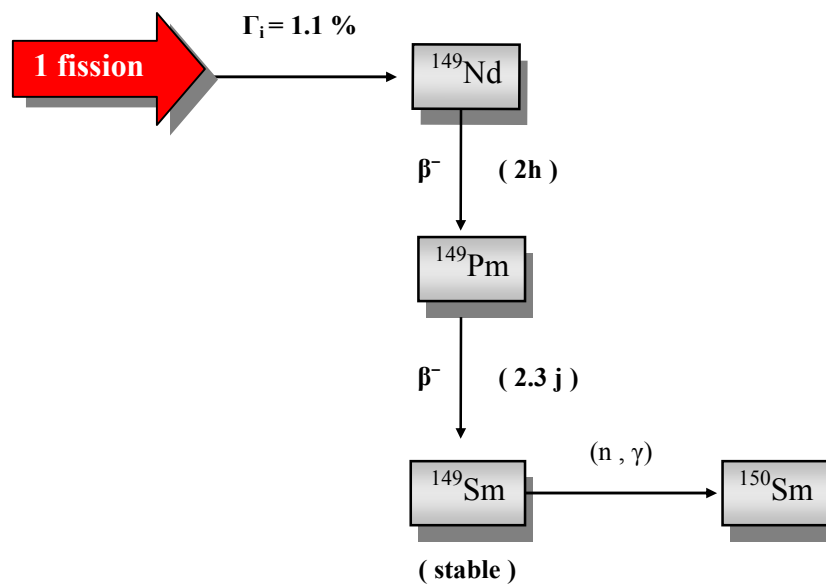 Γᵢ = 1.1 %
1 fission
¹⁴⁹Nd
β⁻ ( 2h )
¹⁴⁹Pm
β⁻ ( 2.3 j )
(n , γ)
¹⁴⁹Sm
¹⁵⁰Sm
( stable )